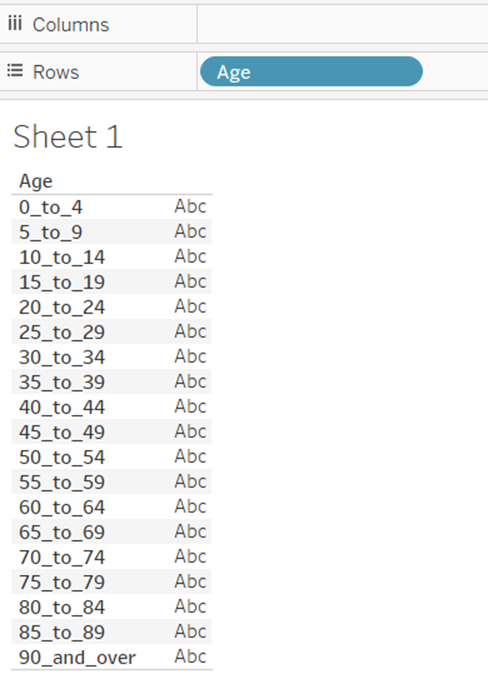 Columns
Rows Age
Sheet 1
Age
0_to_4 Abc
5_to_9 Abc
10_to_14 Abc
15_to_19 Abc
20_to_24 Abc
25_to_29 Abc
30_to_34 Abc
35_to_39 Abc
40_to_44 Abc
45_to_49 Abc
50_to_54 Abc
55_to_59 Abc
60_to_64 Abc
65_to_69 Abc
70_to_74 Abc
75_to_79 Abc
80_to_84 Abc
85_to_89 Abc
90_and_over Abc